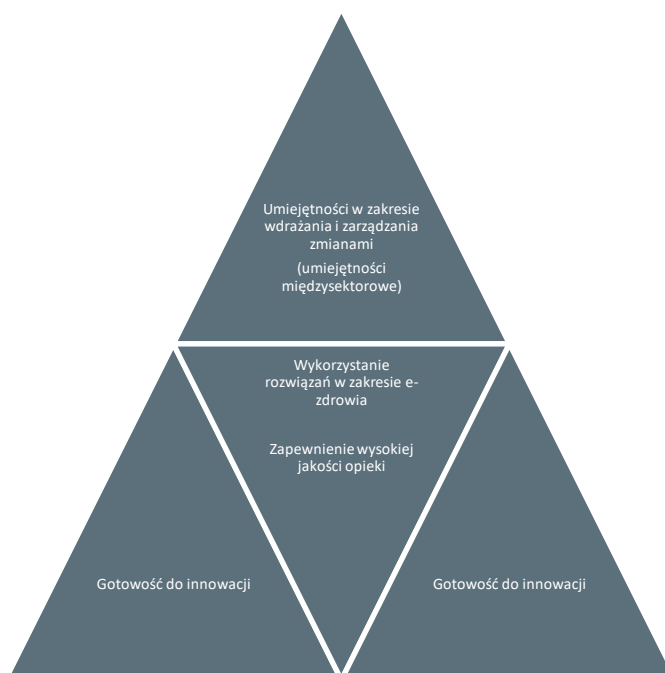 Umiejętności w zakresie
wdrażania i zarządzania
zmianami
(umiejętności
międzysektorowe)
Wykorzystanie
rozwiązań w zakresie e-
zdrowia
Zapewnienie wysokiej
jakości opieki
Gotowość do innowacji
Gotowość do innowacji